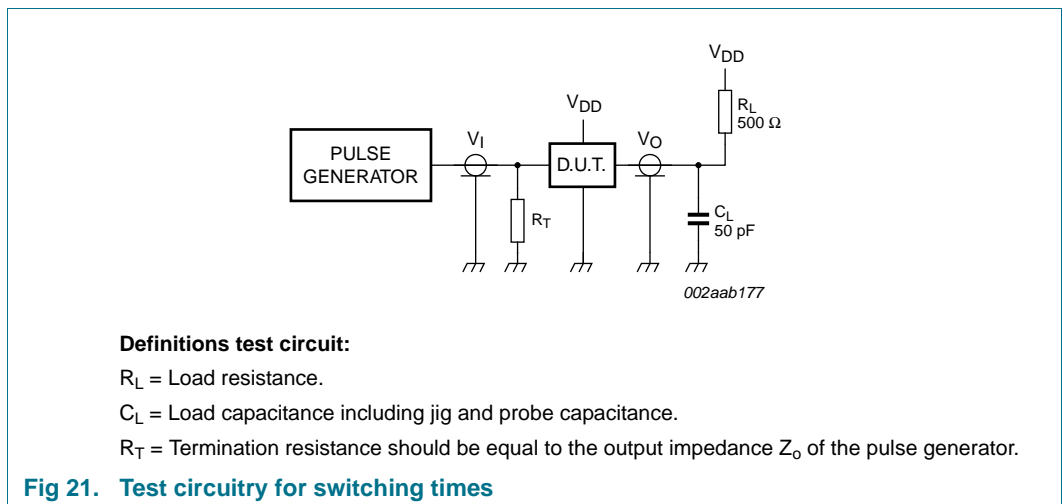 V_DD
R_L
500 Ω
V_DD
V_I
V_O
PULSE
GENERATOR
D.U.T.
R_T
C_L
50 pF
002aab177
Definitions test circuit:
R_L = Load resistance.
C_L = Load capacitance including jig and probe capacitance.
R_T = Termination resistance should be equal to the output impedance Z_o of the pulse generator.
Fig 21. Test circuitry for switching times